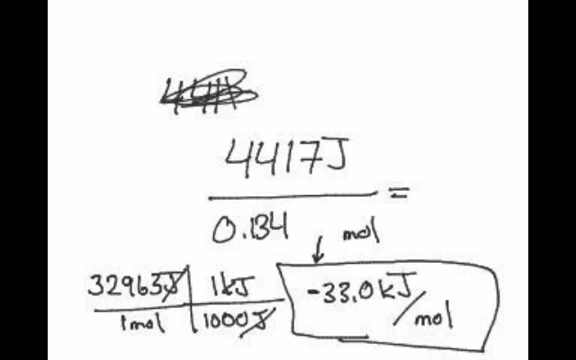 4417J
0.134 mol =
32963J | 1kJ
1mol | 1000J
-33.0 kJ/mol